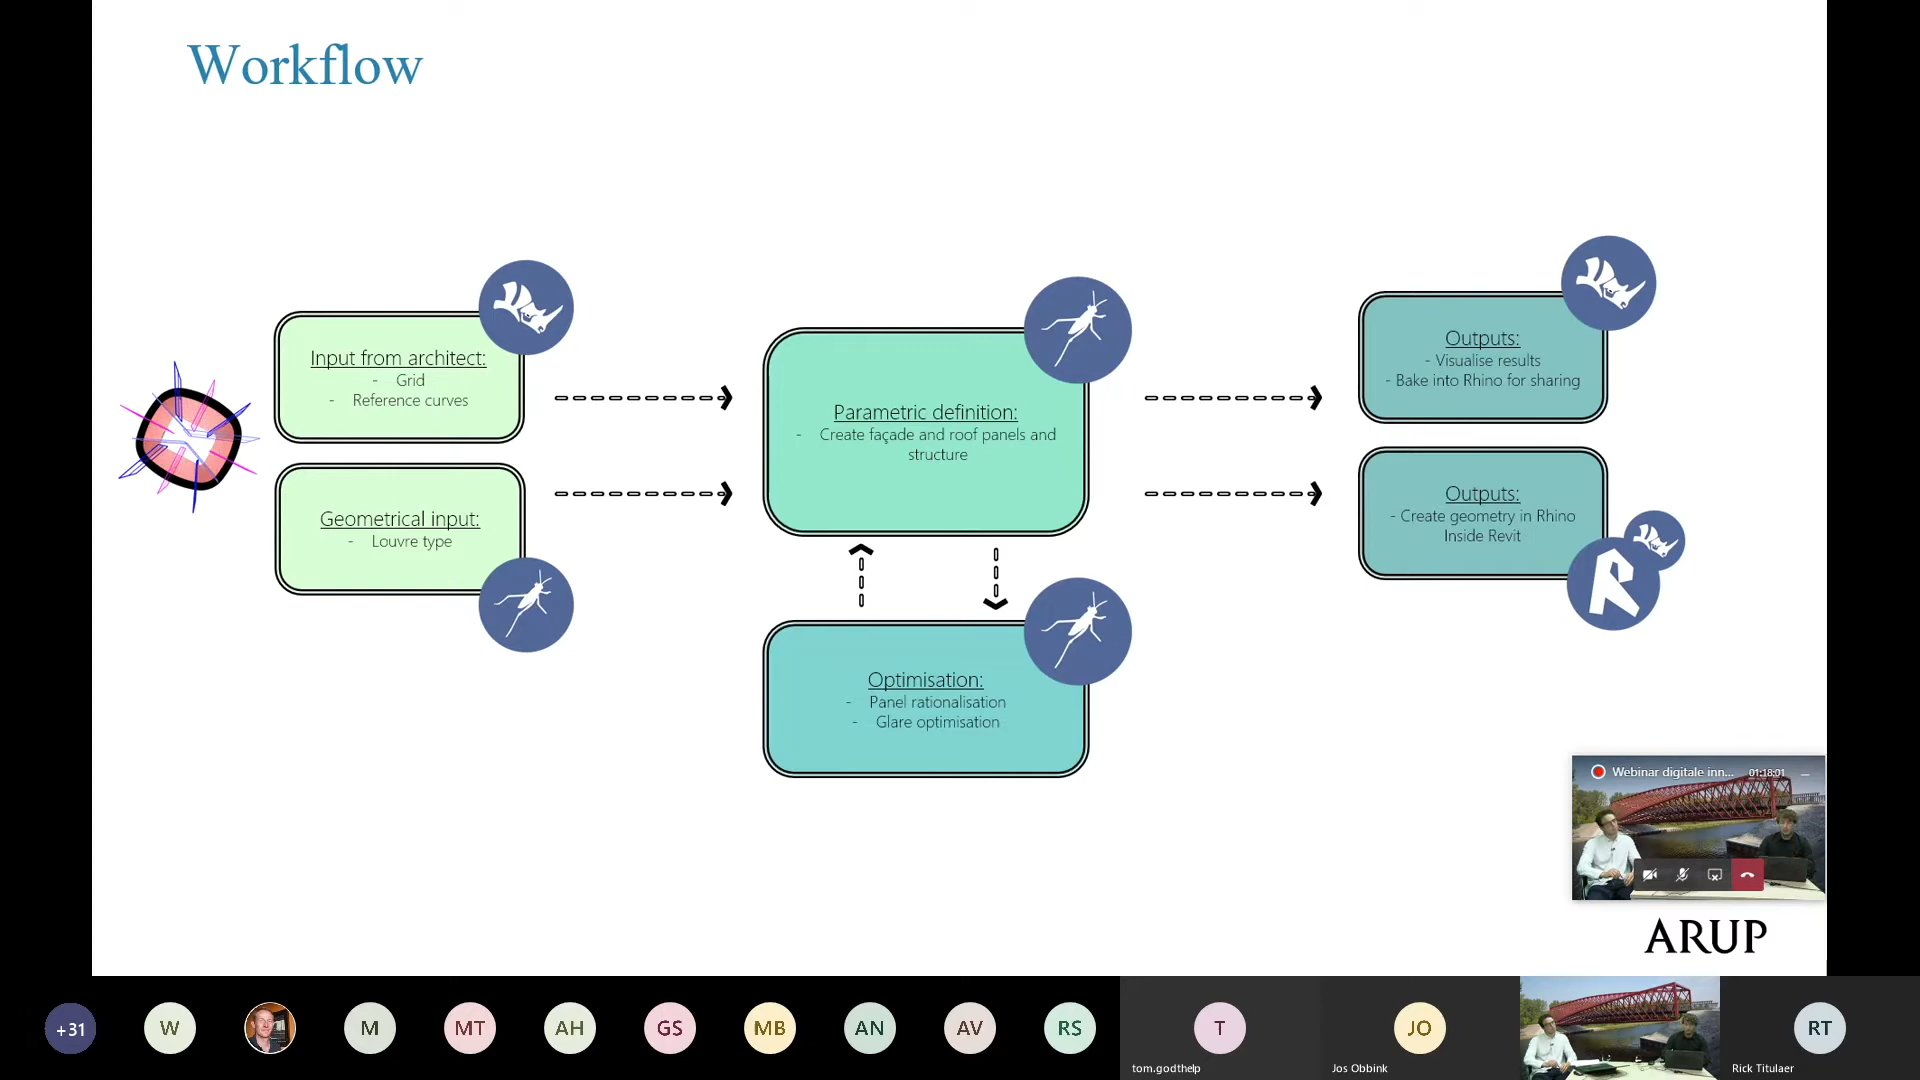 Workflow
Input from architect:
- Grid
- Reference curves
Geometrical input:
- Louvre type
Parametric definition:
- Create façade and roof panels and
structure
Optimisation:
- Panel rationalisation
- Glare optimisation
Outputs:
- Visualise results
- Bake into Rhino for sharing
Outputs:
- Create geometry in Rhino
Inside Revit
R
Webinar digitale inn... 01:18:01
ARUP
+31
W
M
MT
AH
GS
MB
AN
AV
RS
T
tom.godthelp
JO
Jos Obbink
RT
Rick Titulaer